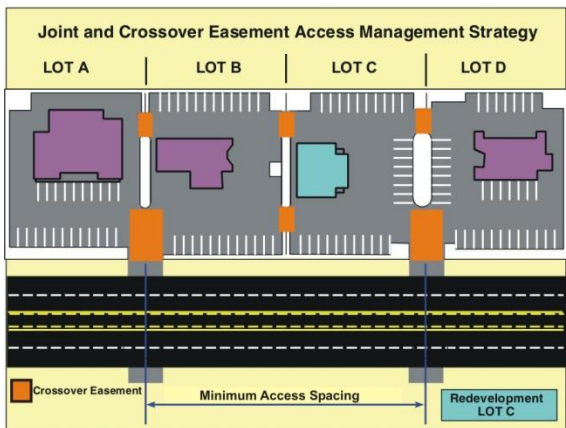 Joint and Crossover Easement Access Management Strategy
LOT A LOT B LOT C LOT D
Crossover Easement
Minimum Access Spacing
Redevelopment
LOT C